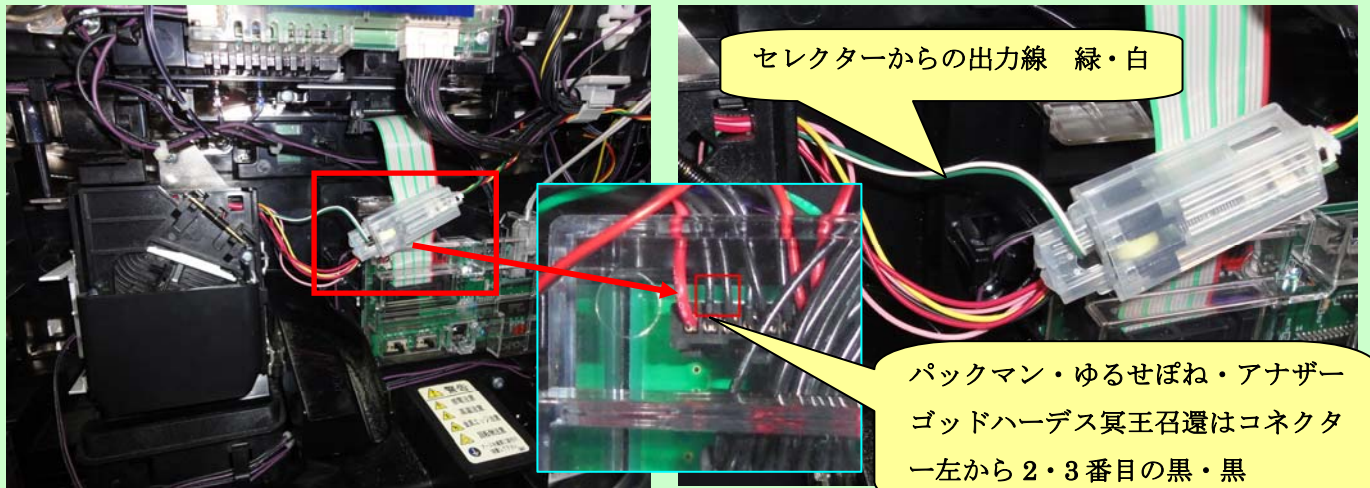 セレクターからの出力線　緑・白
パックマン・ゆるせぽね・アナザー
ゴッドハーデス冥王召還はコネクタ
ー左から 2・3 番目の黒・黒
警告